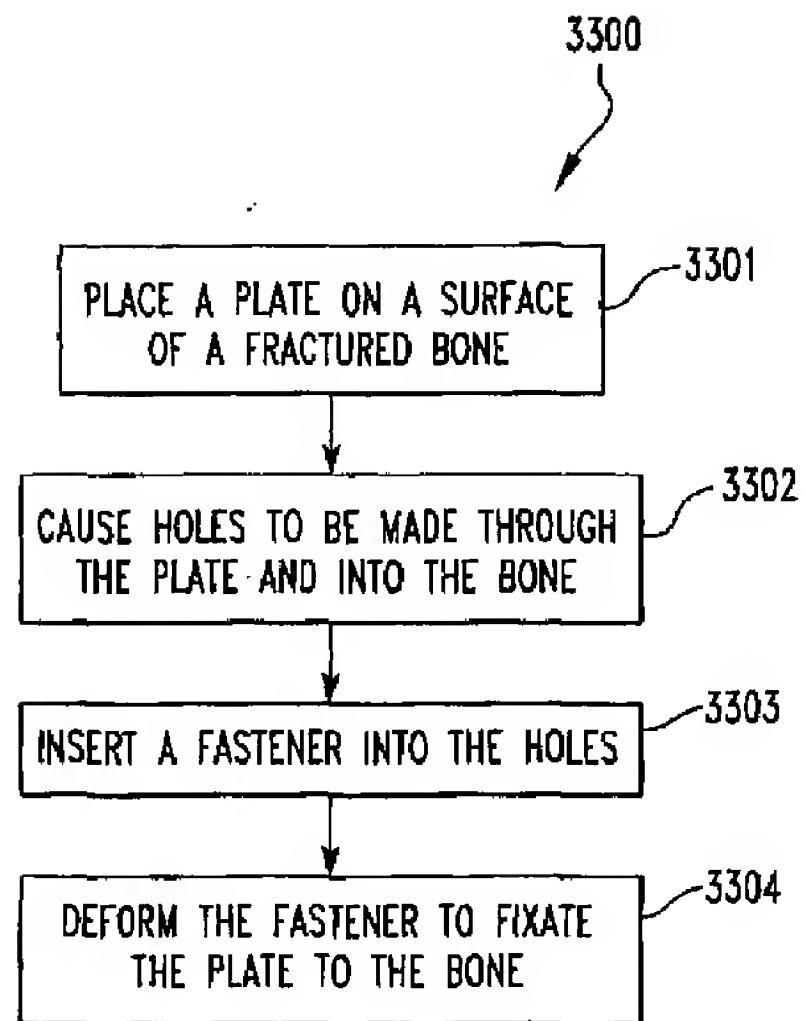 3300
PLACE A PLATE ON A SURFACE
OF A FRACTURED BONE
3301
CAUSE HOLES TO BE MADE THROUGH
THE PLATE AND INTO THE BONE
3302
INSERT A FASTENER INTO THE HOLES
3303
DEFORM THE FASTENER TO FIXATE
THE PLATE TO THE BONE
3304